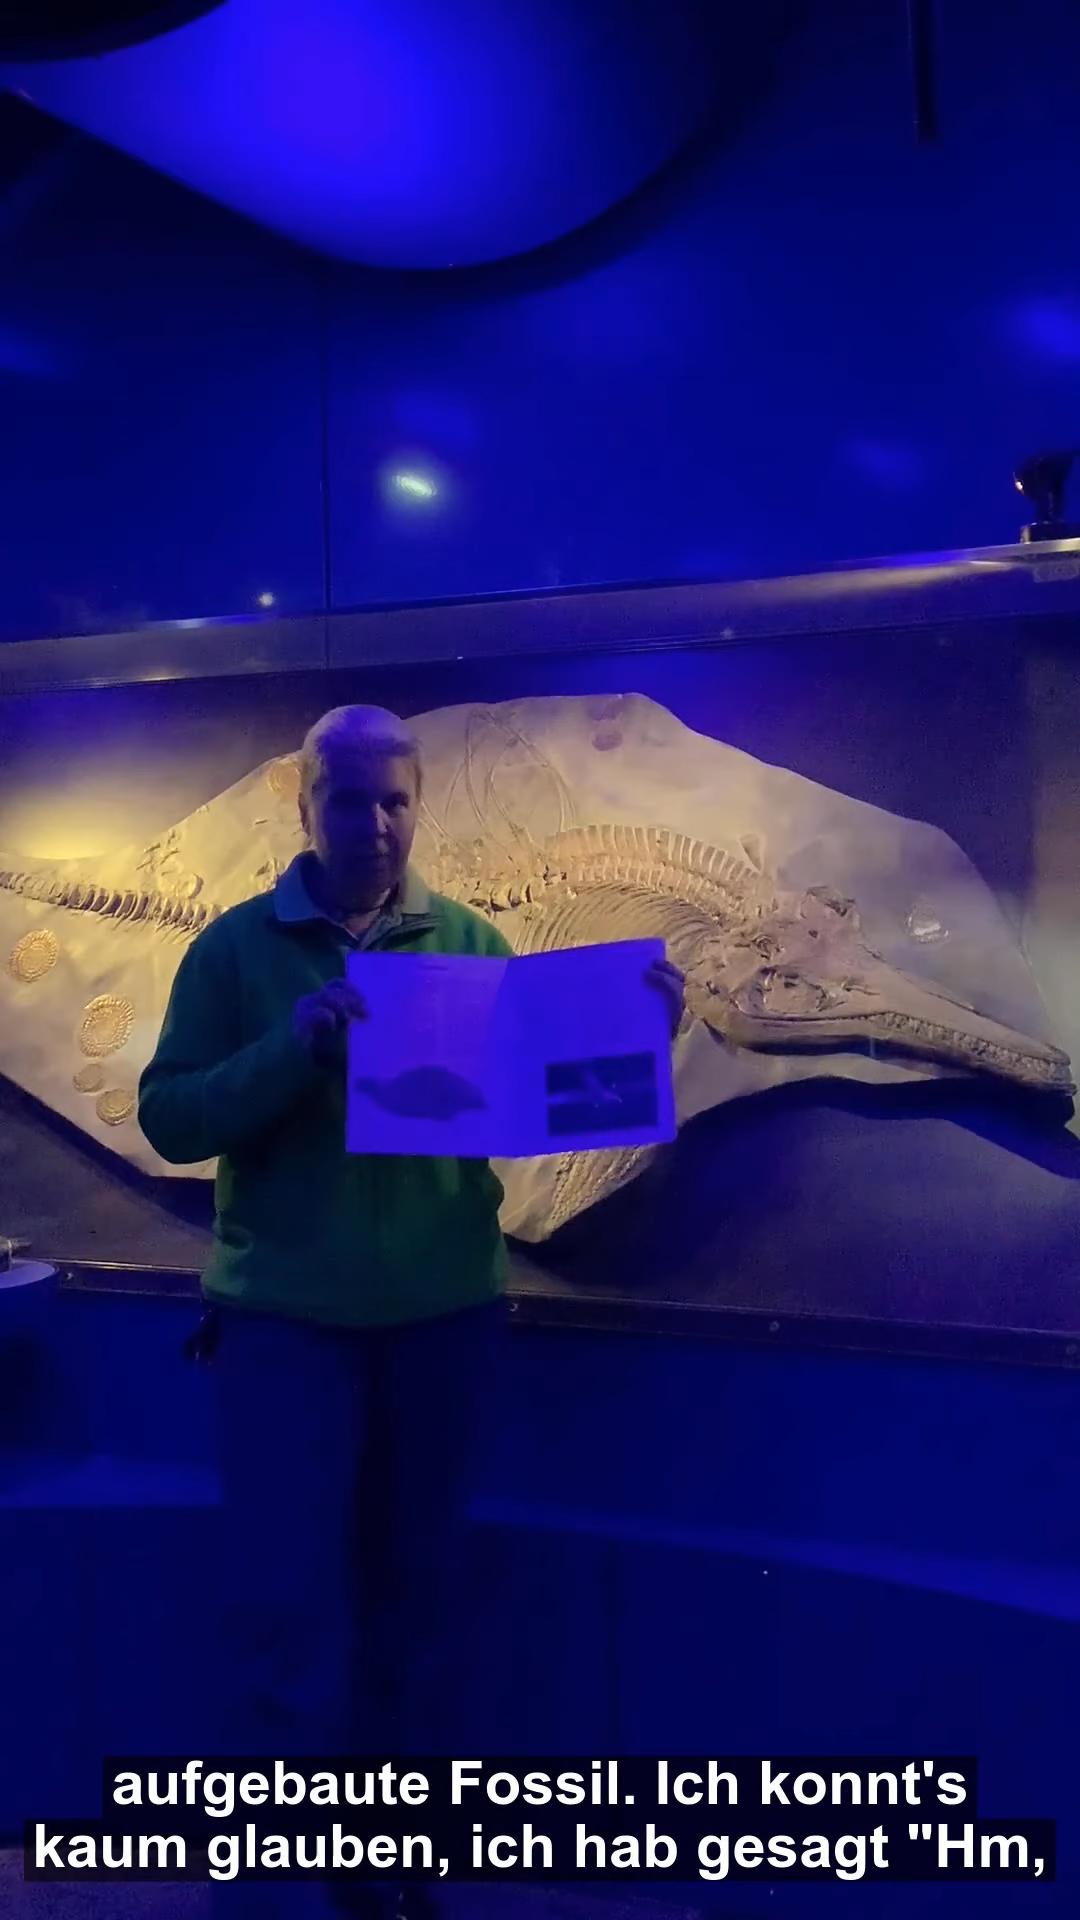 aufgebaute Fossil. Ich konnt's
kaum glauben, ich hab gesagt "Hm,